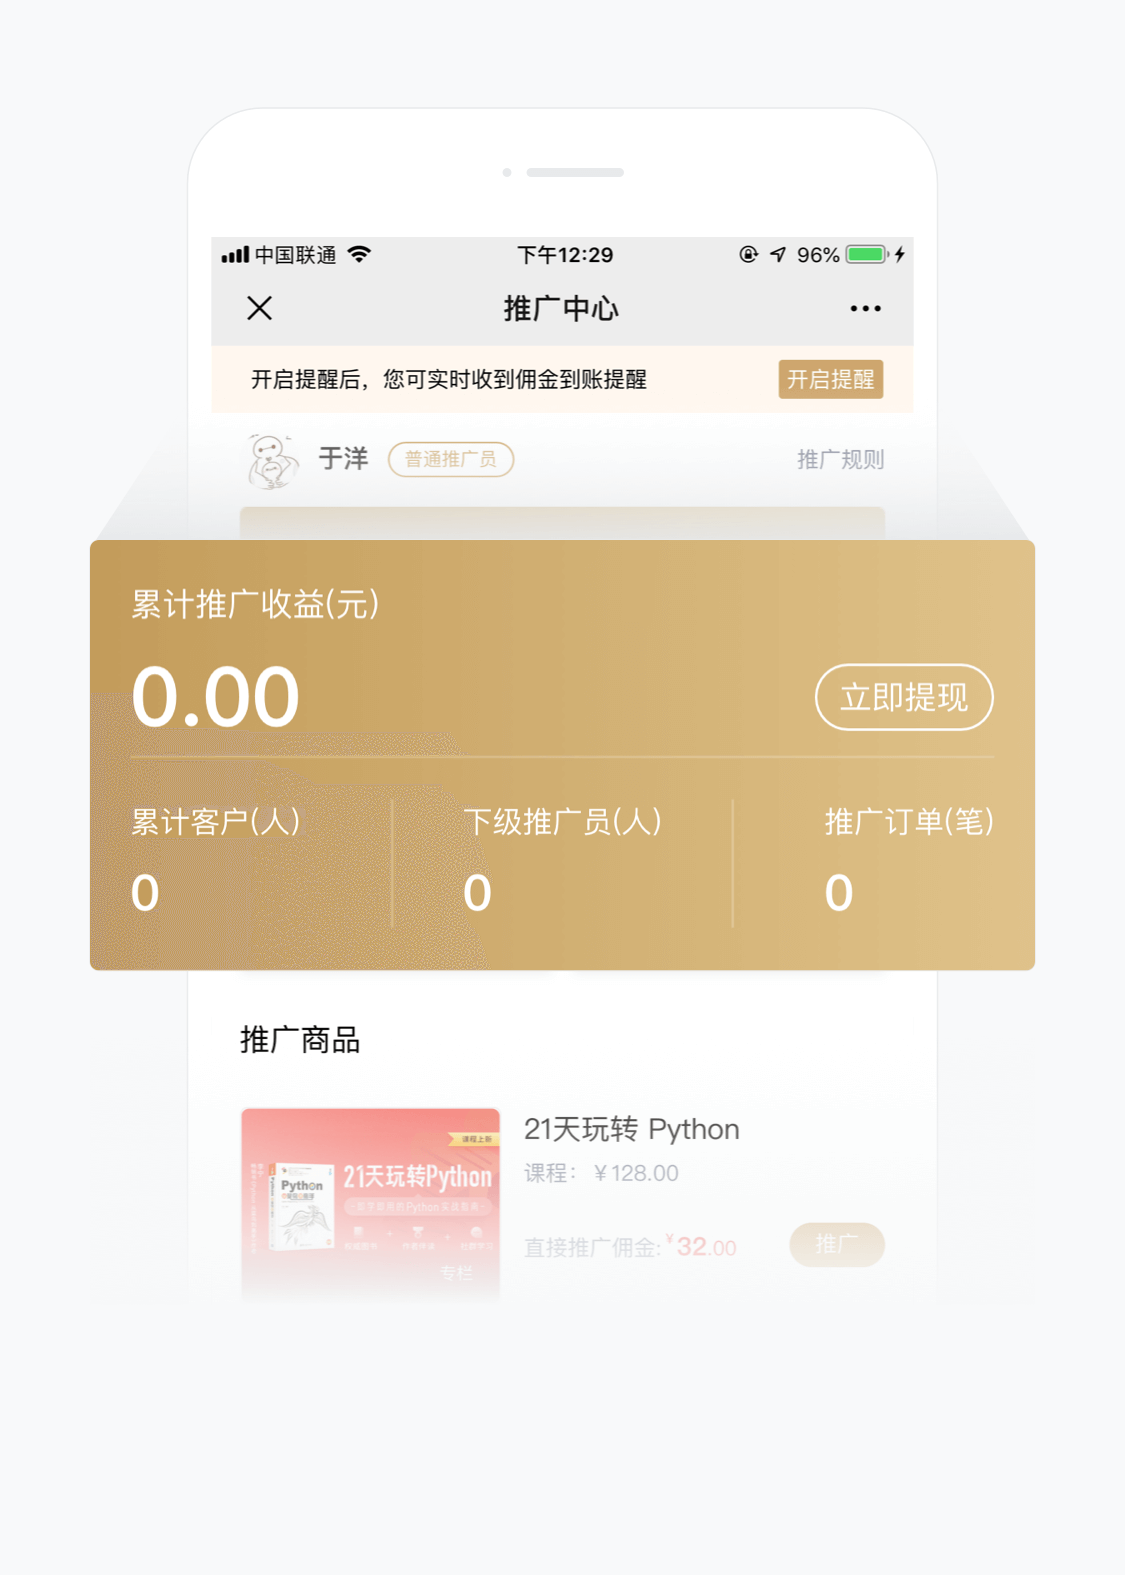 中国联通 下午12:29 96%
推广中心
开启提醒后，您可实时收到佣金到账提醒 开启提醒
于洋 普通推广员 推广规则
累计推广收益(元)
0.00 立即提现
累计客户(人) 下级推广员(人) 推广订单(笔)
0 0 0
推广商品
21天玩转 Python
课程：¥128.00
直接推广佣金:¥32.00 推广
课程上新
21天玩转Python
Python
专栏